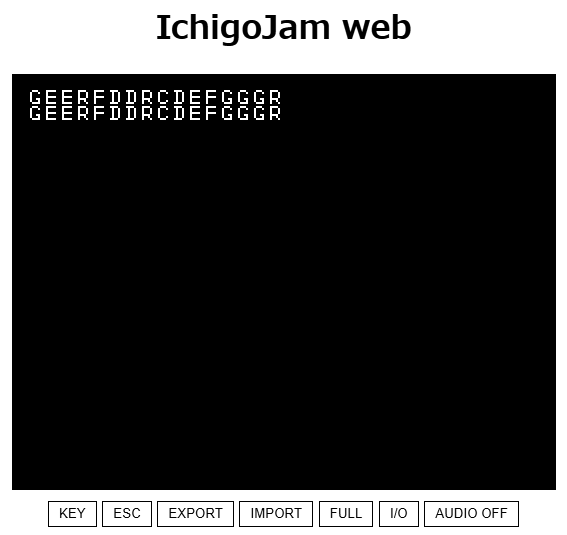 IchigoJam web
GEERFDDRCDEFGGGR
GEERFDDRCDEFGGGR
KEY ESC EXPORT IMPORT FULL I/O AUDIO OFF